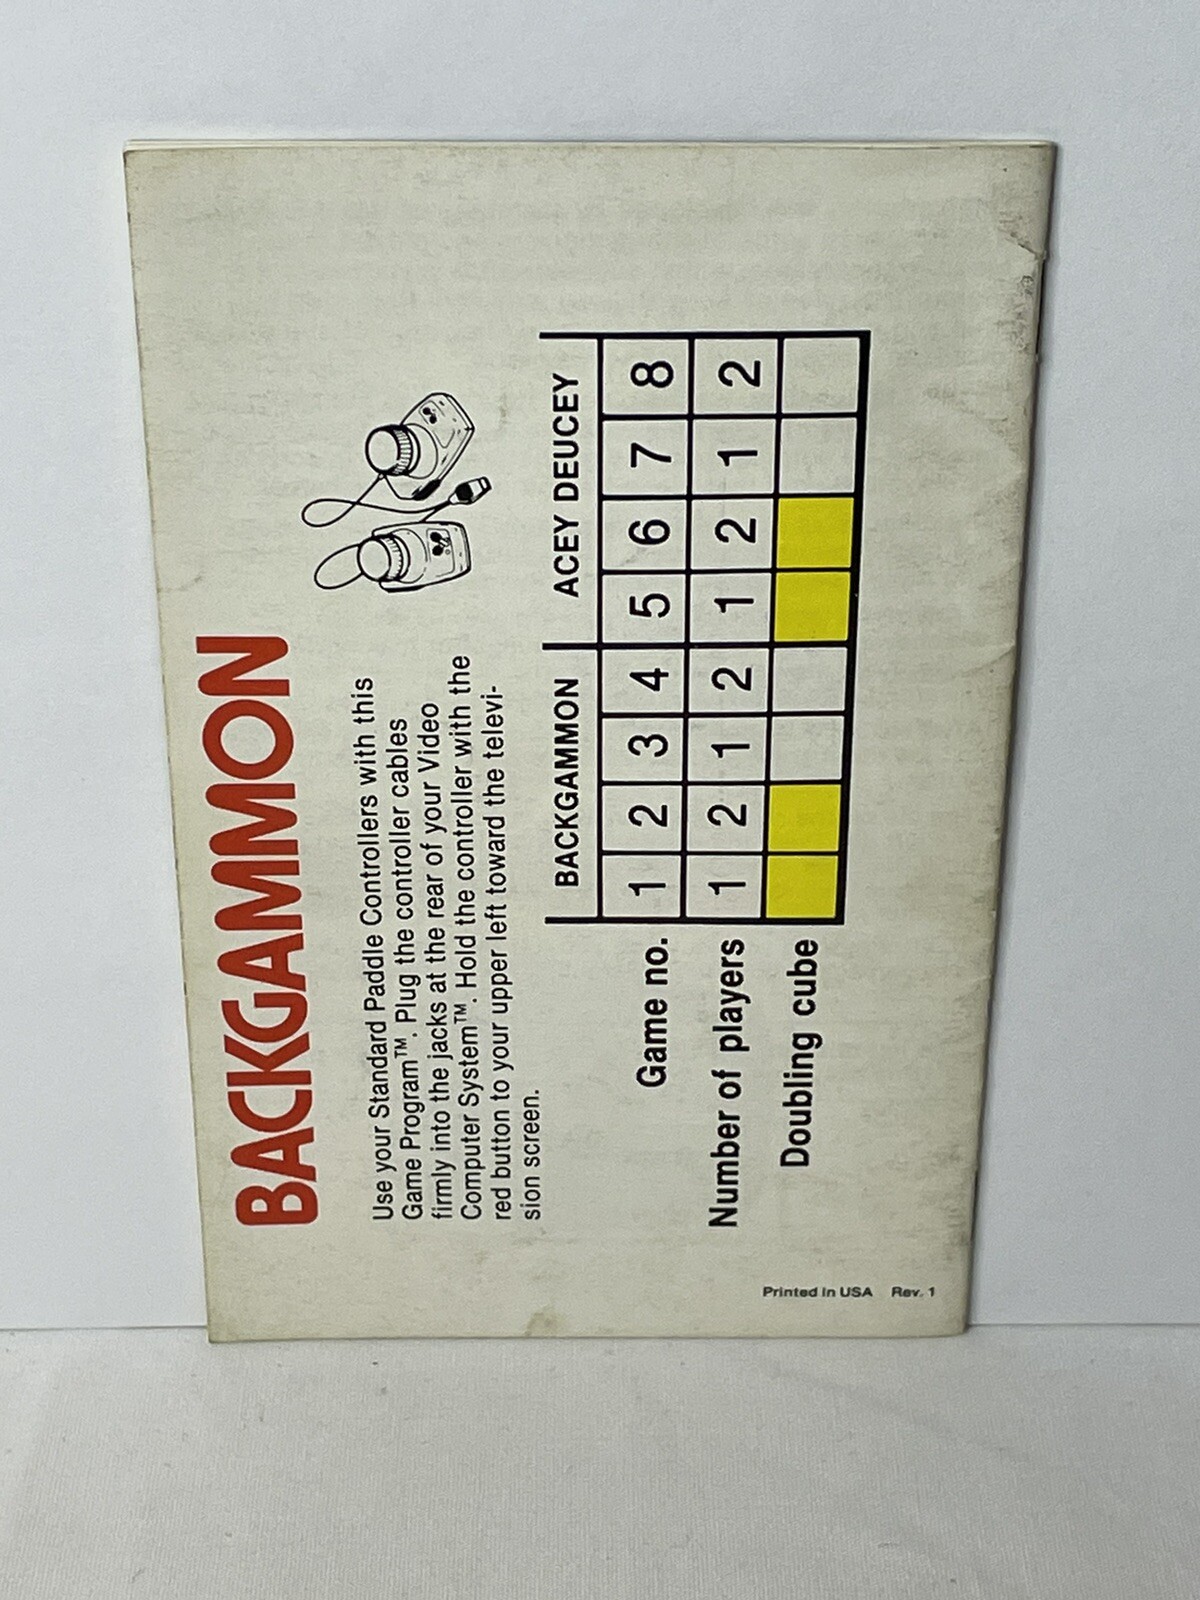 BACKGAMMON
Use your Standard Paddle Controllers with this
Game Program™. Plug the controller cables
firmly into the jacks at the rear of your Video
Computer System™. Hold the controller with the
red button to your upper left toward the televi-
sion screen.
BACKGAMMON ACEY DEUCEY
Game no. 1 2 3 4 5 6 7 8
Number of players 1 2 1 2 1 2 1 2
Doubling cube
Printed in USA Rev. 1